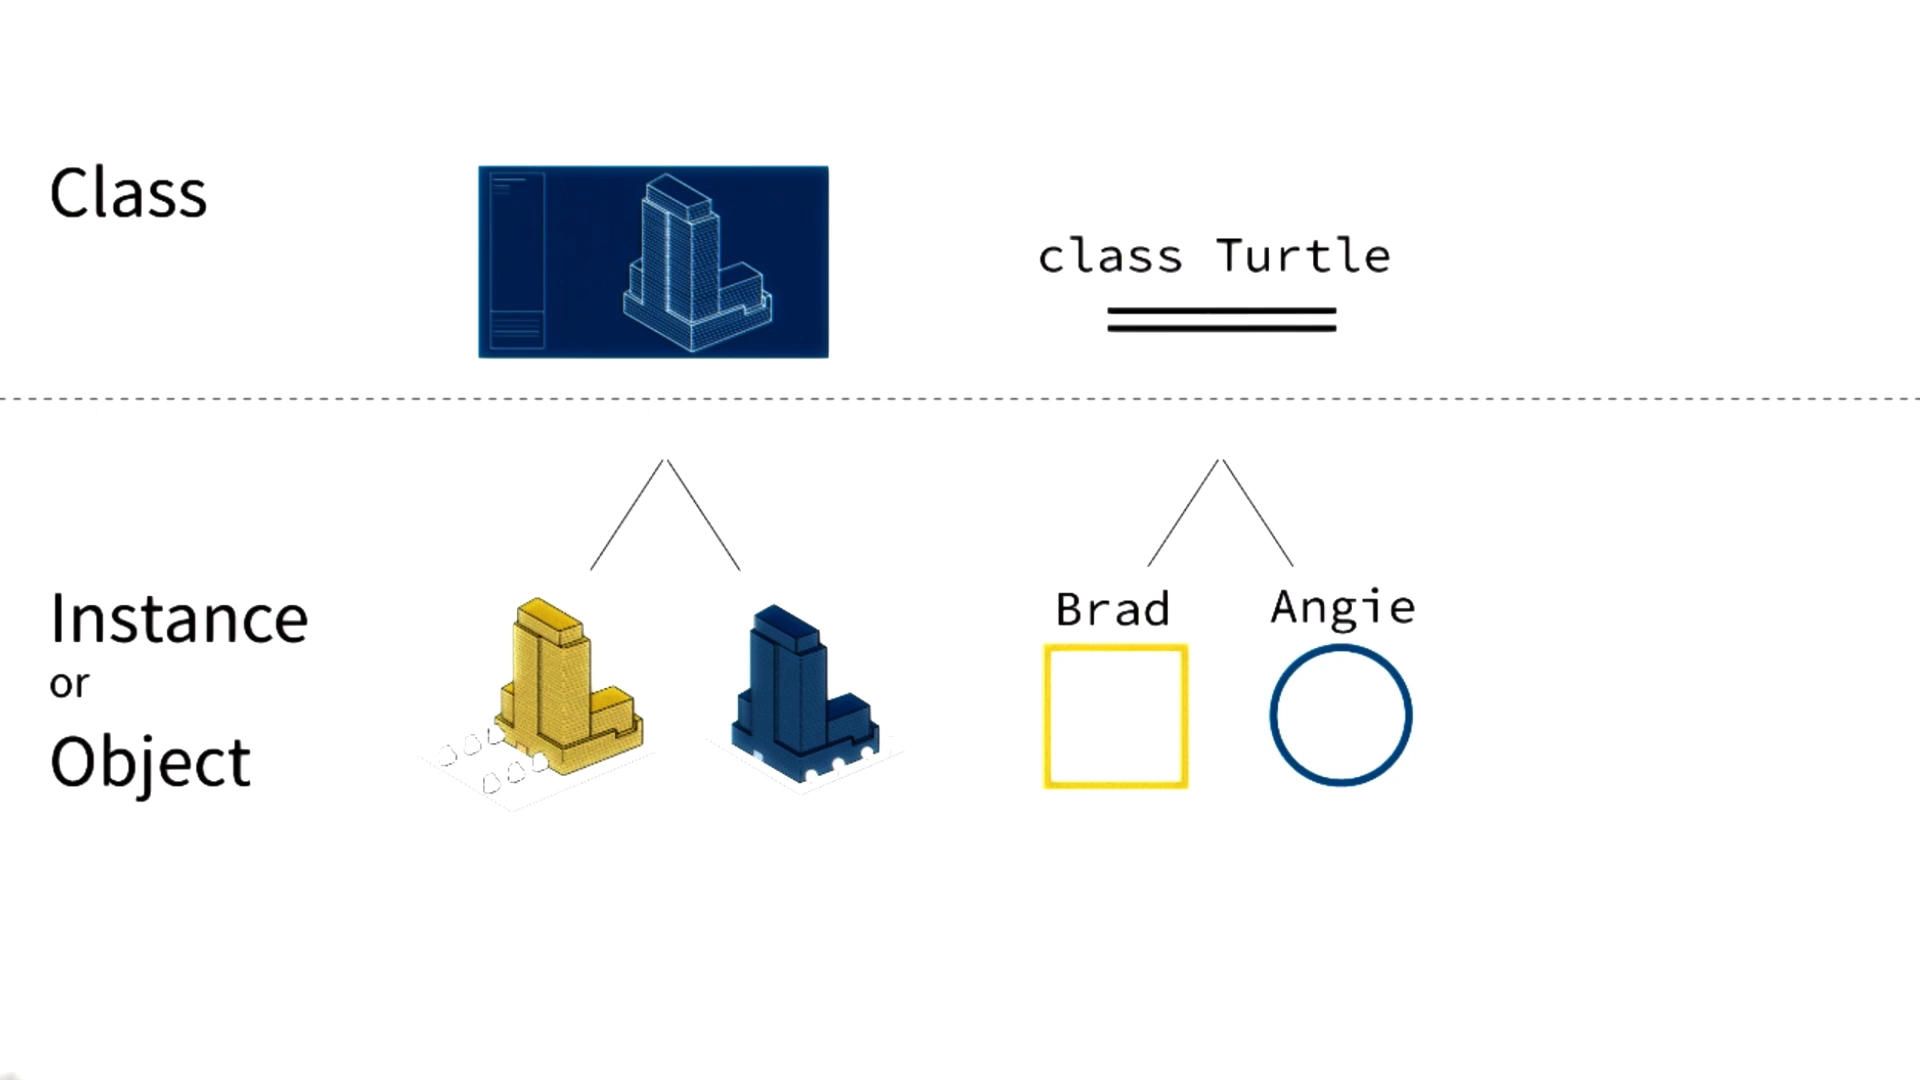 Class
class Turtle
Instance
or
Object
Brad
Angie